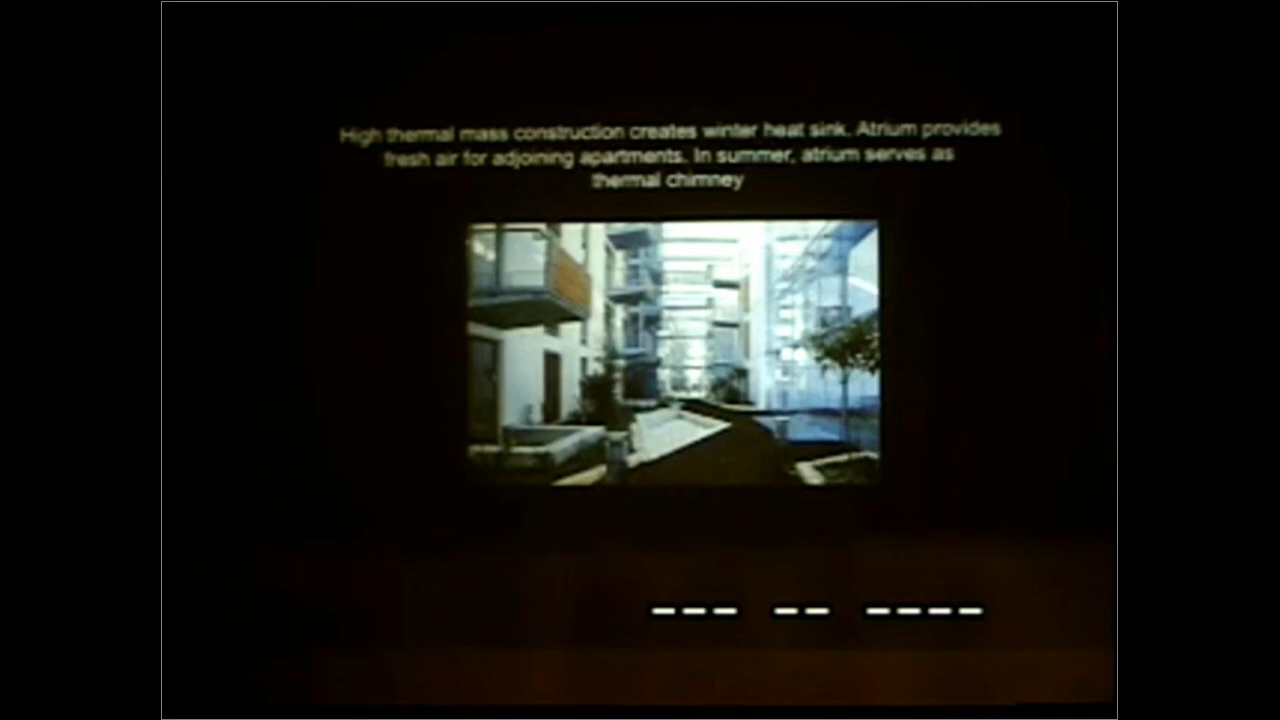 High thermal mass construction creates winter heat sink. Atrium provides
fresh air for adjoining apartments. In summer, atrium serves as
thermal chimney
--- -- ----